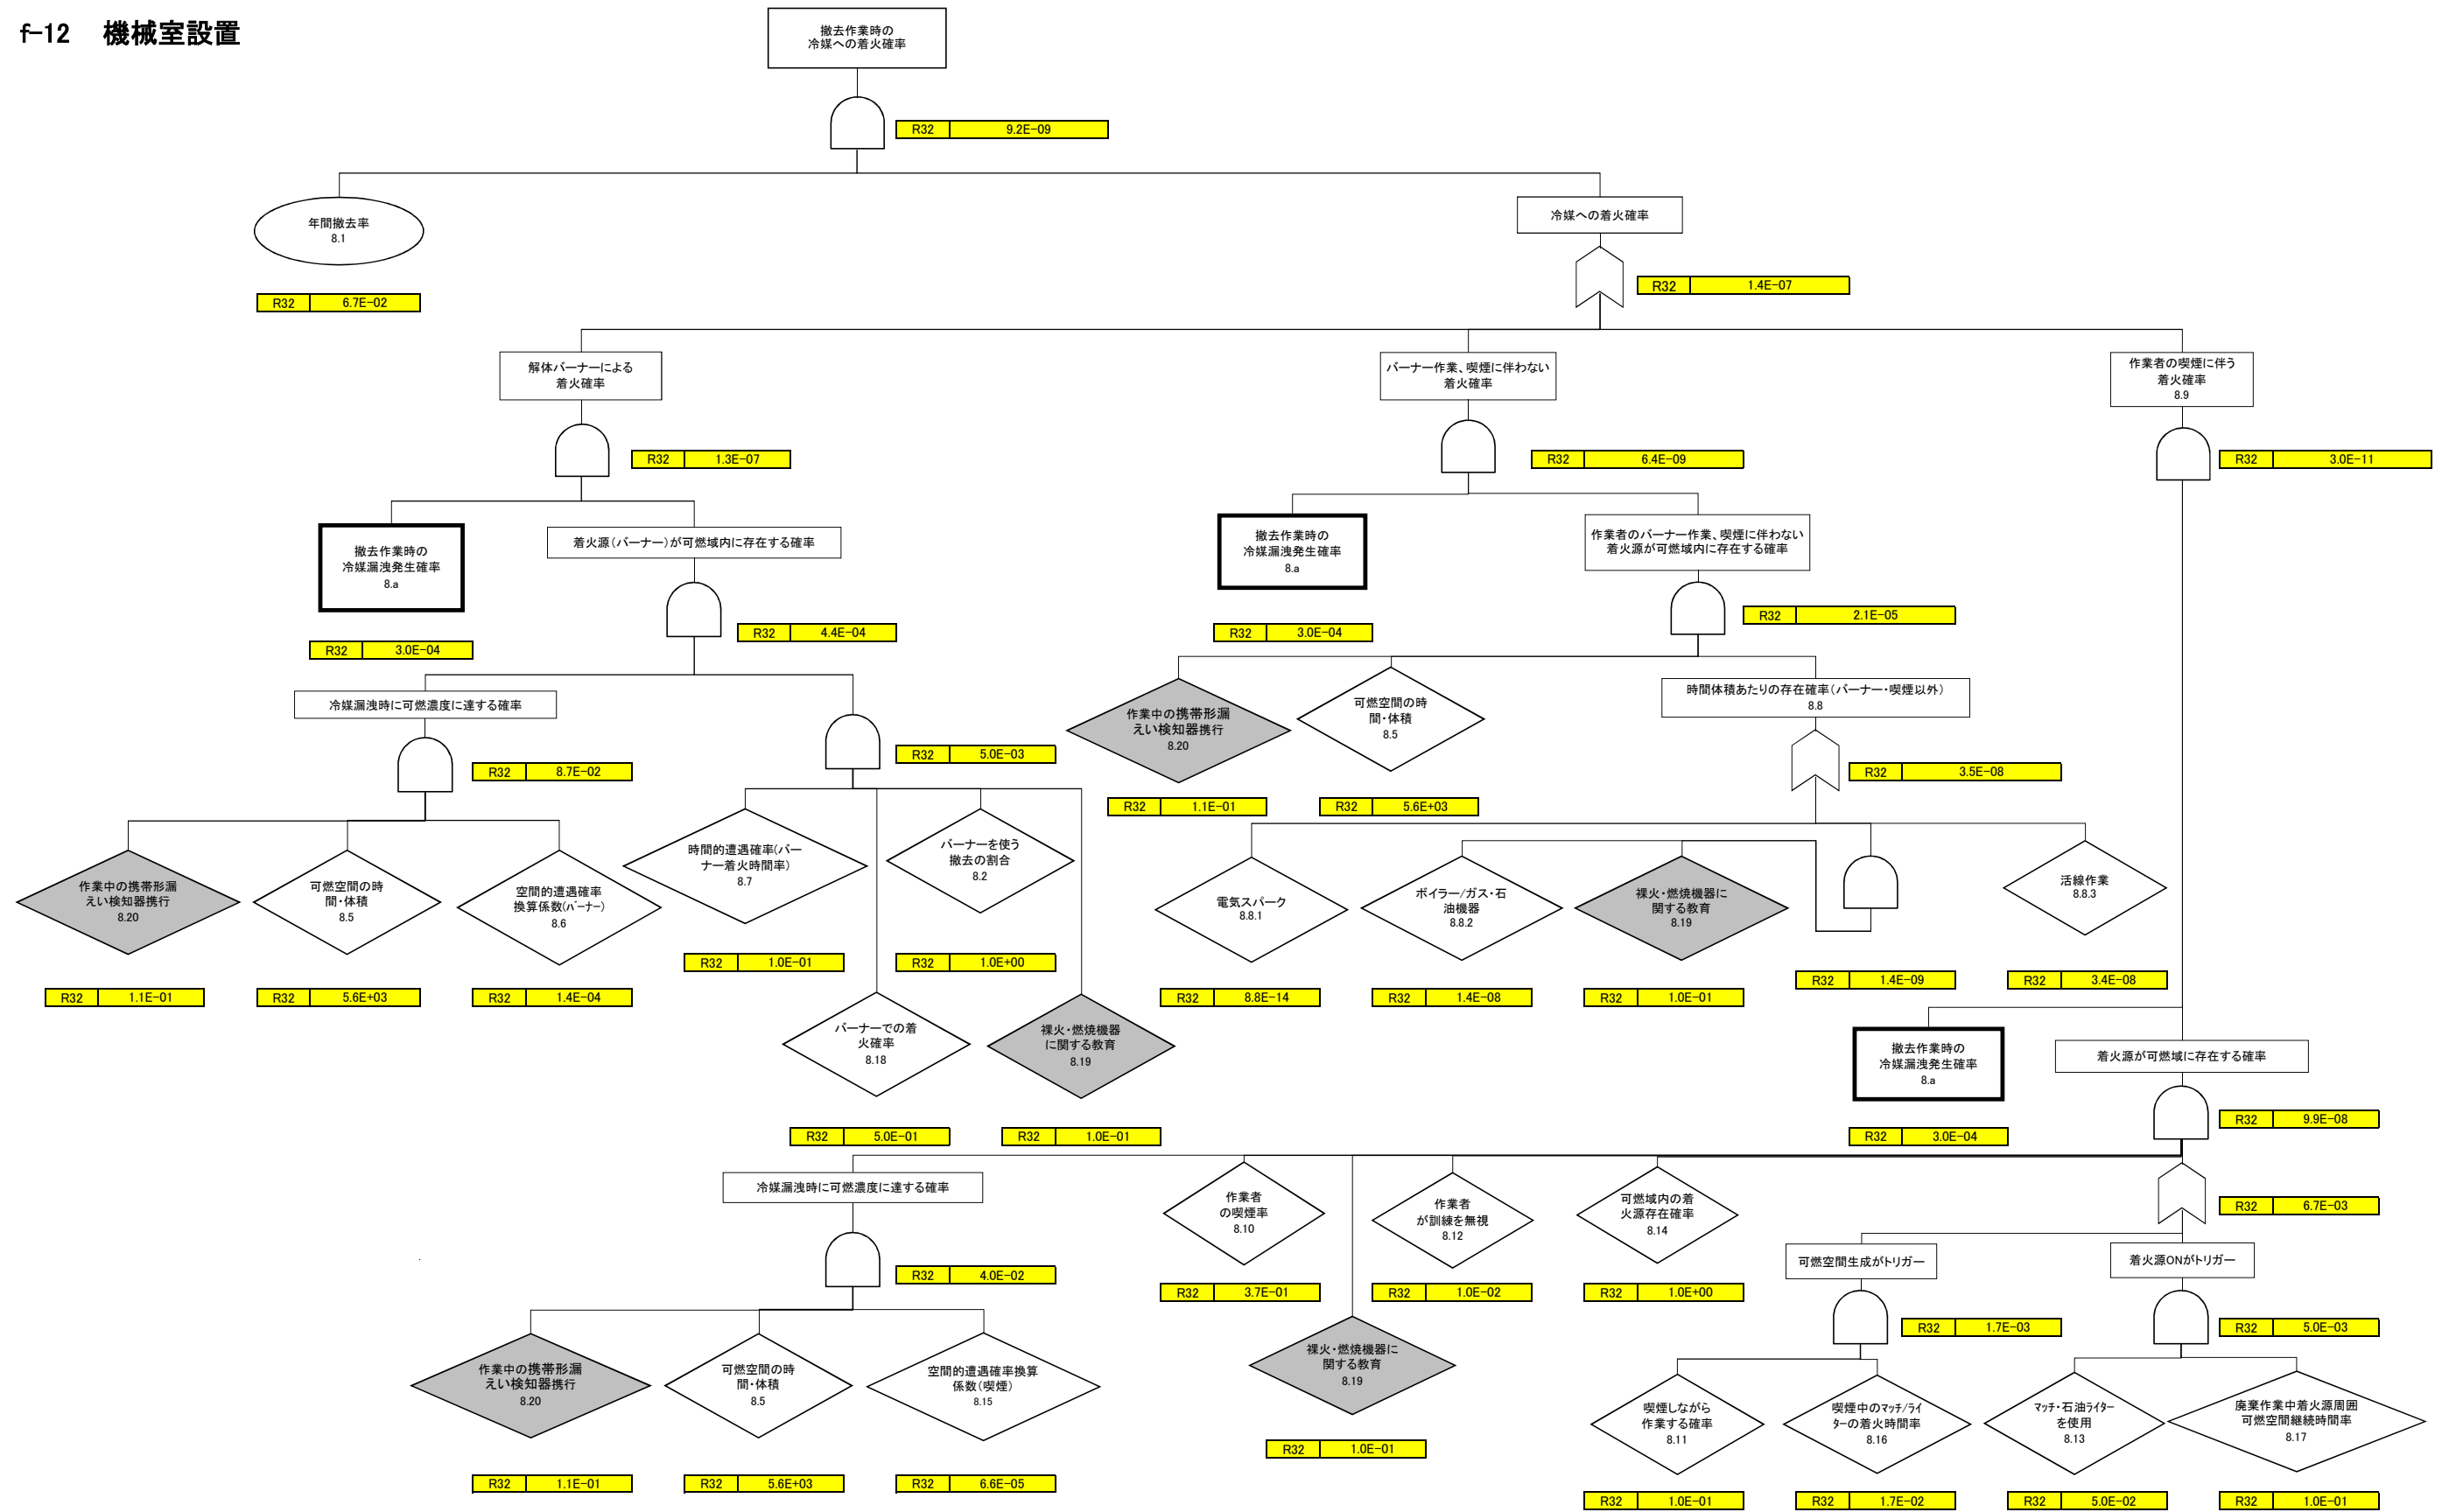 f-12 機械室設置
撤去作業時の
冷媒への着火確率
R32 9.2E-09
年間撤去率
8.1
R32 6.7E-02
冷媒への着火確率
R32 1.4E-07
解体バーナーによる
着火確率
R32 1.3E-07
バーナー作業、喫煙に伴わない
着火確率
R32 6.4E-09
作業者の喫煙に伴う
着火確率
8.9
R32 3.0E-11
撤去作業時の
冷媒漏洩発生確率
8.a
R32 3.0E-04
着火源(バーナー)が可燃域内に存在する確率
R32 4.4E-04
撤去作業時の
冷媒漏洩発生確率
8.a
R32 3.0E-04
作業者のバーナー作業、喫煙に伴わない
着火源が可燃域内に存在する確率
R32 2.1E-05
冷媒漏洩時に可燃濃度に達する確率
R32 8.7E-02
R32 5.0E-03
作業中の携帯形漏
えい検知器携行
8.20
R32 1.1E-01
可燃空間の時
間・体積
8.5
R32 5.6E+03
時間体積あたりの存在確率(バーナー・喫煙以外)
8.8
R32 3.5E-08
作業中の携帯形漏
えい検知器携行
8.20
R32 1.1E-01
可燃空間の時
間・体積
8.5
R32 5.6E+03
空間的遭遇確率
換算係数(バーナー)
8.6
R32 1.4E-04
時間的遭遇確率(バー
ナー着火時間率)
8.7
R32 1.0E-01
バーナーを使う
撤去の割合
8.2
R32 1.0E+00
バーナーでの着
火確率
8.18
R32 5.0E-01
裸火・燃焼機器
に関する教育
8.19
R32 1.0E-01
電気スパーク
8.8.1
R32 8.8E-14
ボイラー/ガス・石
油機器
8.8.2
R32 1.4E-08
裸火・燃焼機器に
関する教育
8.19
R32 1.0E-01
R32 1.4E-09
活線作業
8.8.3
R32 3.4E-08
撤去作業時の
冷媒漏洩発生確率
8.a
R32 3.0E-04
着火源が可燃域に存在する確率
R32 9.9E-08
冷媒漏洩時に可燃濃度に達する確率
R32 4.0E-02
作業者
の喫煙率
8.10
R32 3.7E-01
作業者
が訓練を無視
8.12
R32 1.0E-02
可燃域内の着
火源存在確率
8.14
R32 1.0E+00
R32 6.7E-03
可燃空間生成がトリガー
R32 1.7E-03
着火源ONがトリガー
R32 5.0E-03
作業中の携帯形漏
えい検知器携行
8.20
R32 1.1E-01
可燃空間の時
間・体積
8.5
R32 5.6E+03
空間的遭遇確率換算
係数(喫煙)
8.15
R32 6.6E-05
裸火・燃焼機器に
関する教育
8.19
R32 1.0E-01
喫煙しながら
作業する確率
8.11
R32 1.0E-01
喫煙中のマッチ/ライ
ターの着火時間率
8.16
R32 1.7E-02
マッチ・石油ライター
を使用
8.13
R32 5.0E-02
廃棄作業中着火源周囲
可燃空間継続時間率
8.17
R32 1.0E-01